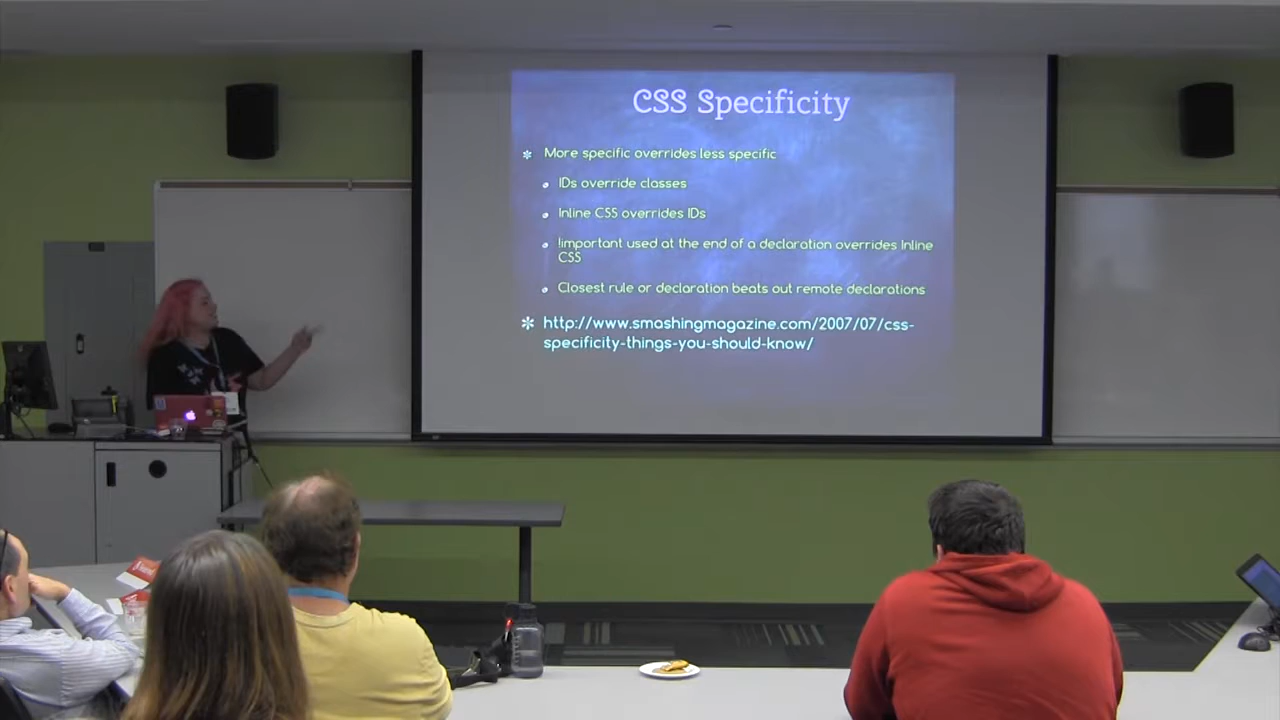 CSS Specificity
More specific overrides less specific
IDs override classes
Inline CSS overrides IDs
!important used at the end of a declaration overrides Inline
CSS
Closest rule or declaration beats out remote declarations
http://www.smashingmagazine.com/2007/07/css-
specificity-things-you-should-know/